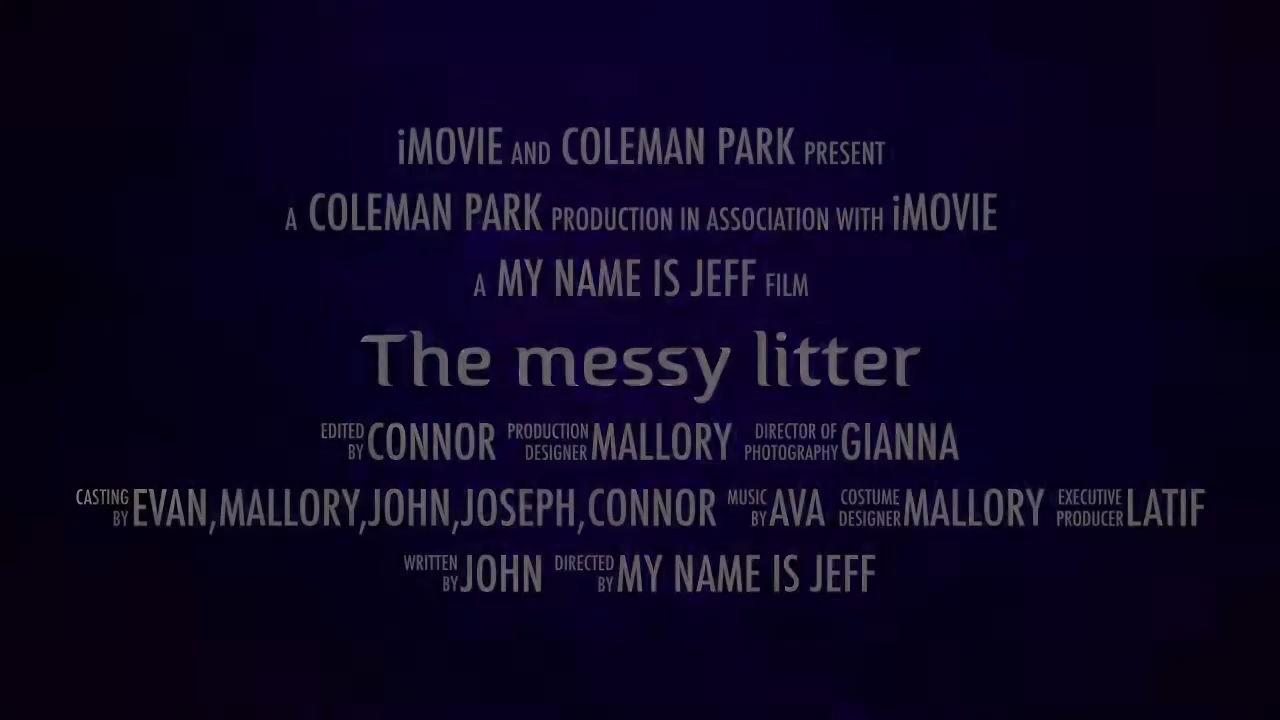 iMOVIE AND COLEMAN PARK PRESENT
A COLEMAN PARK PRODUCTION IN ASSOCIATION WITH iMOVIE
A MY NAME IS JEFF FILM
The messy litter
EDITED BY CONNOR PRODUCTION DESIGNER MALLORY DIRECTOR OF PHOTOGRAPHY GIANNA
CASTING BY EVAN,MALLORY,JOHN,JOSEPH,CONNOR MUSIC BY AVA COSTUME DESIGNER MALLORY EXECUTIVE PRODUCER LATIF
WRITTEN BY JOHN DIRECTED BY MY NAME IS JEFF